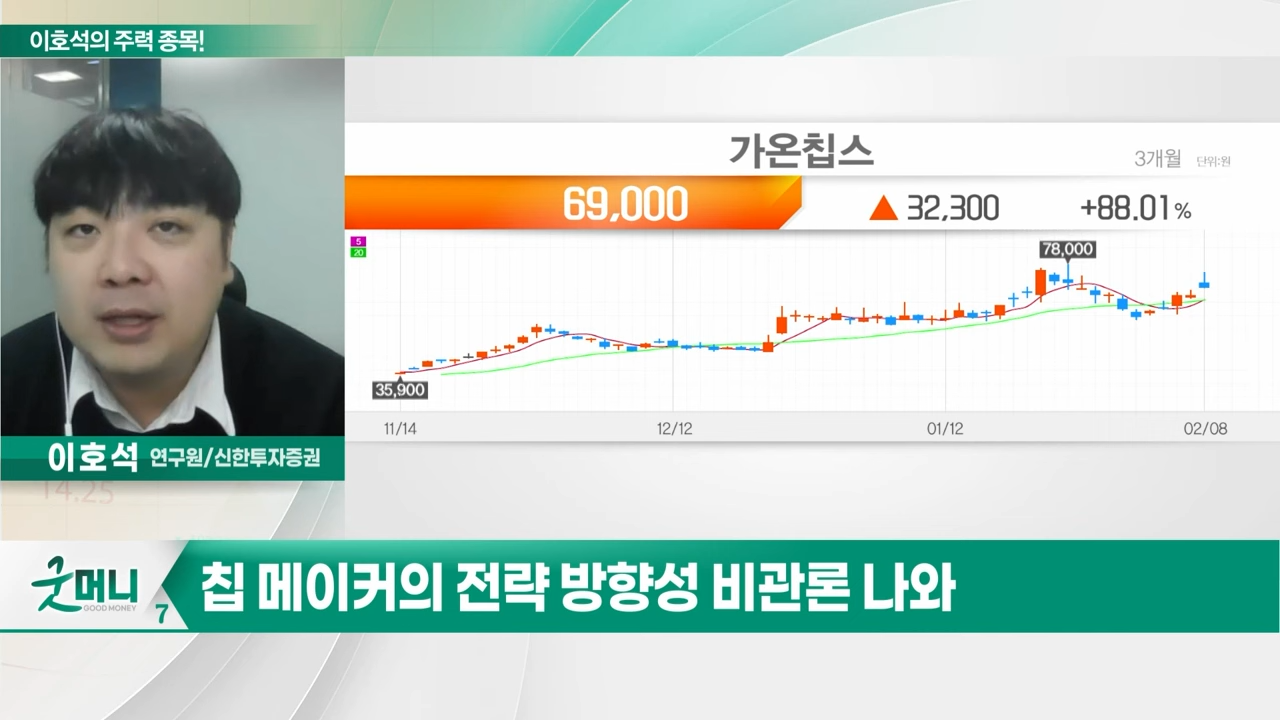 이호석의 주력 종목!
가온칩스
3개월 단위:원
69,000 ▲ 32,300 +88.01%
5
20
78,000
35,900
11/14 12/12 01/12 02/08
이호석 연구원/신한투자증권
14.25
굿머니
GOOD MONEY
7
칩 메이커의 전략 방향성 비관론 나와